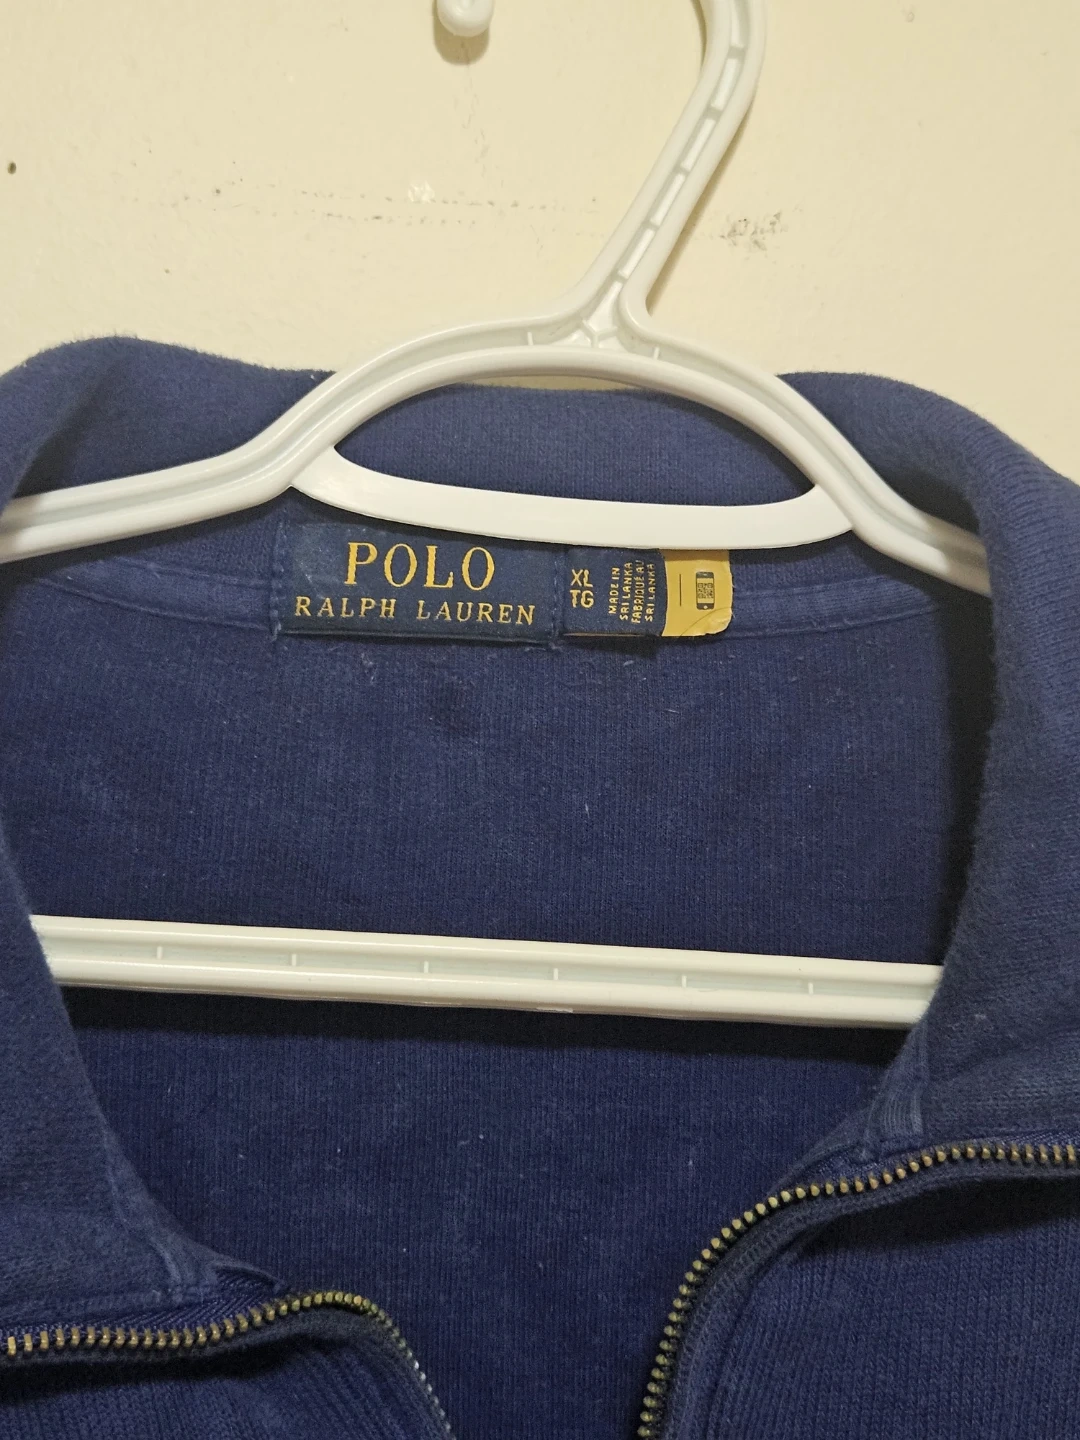 POLO
RALPH LAUREN
XL
TG
MADE IN
SRI LANKA
FABRIQUÉ AU
SRI LANKA